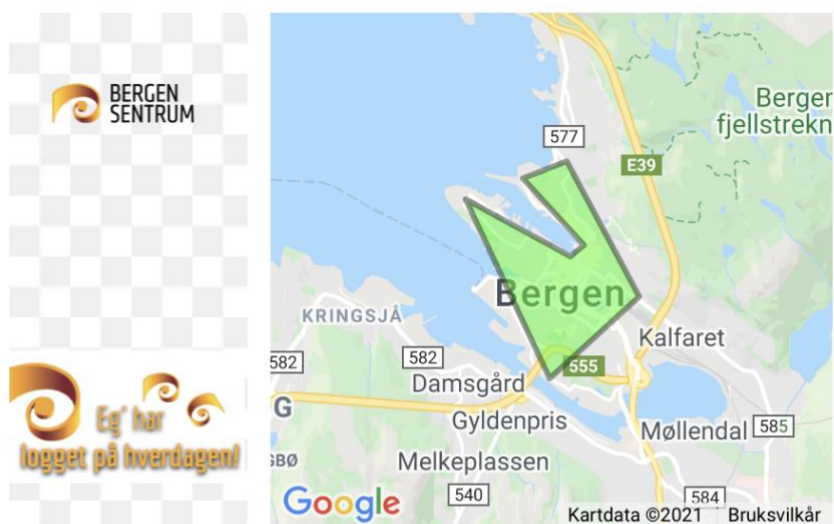 BERGEN
SENTRUM
Eg' har
logget på hverdagen!
Bergen
fjellstrekn
577
E39
Bergen
KRINGSJÅ
Kalfaret
582
582
555
Damsgård
G
Gyldenpris
Møllendal
585
GBØ
Melkeplassen
540
584
Google
Kartdata ©2021
Bruksvilkår